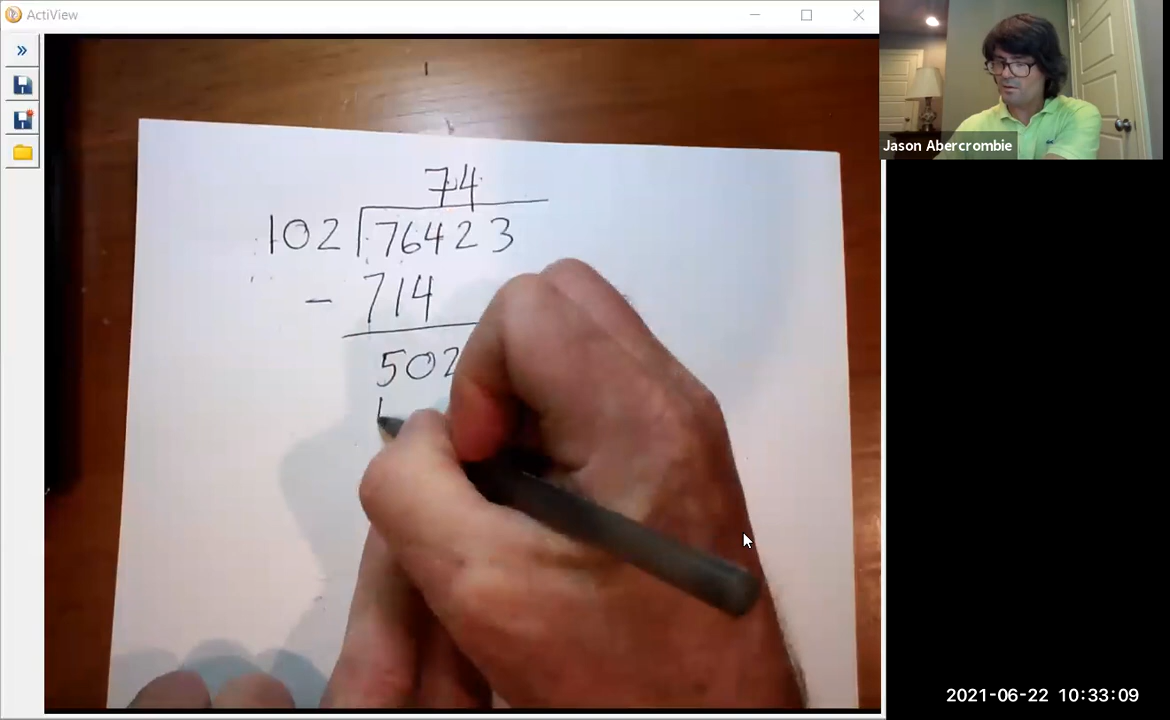 ActiView
Jason Abercrombie
74
102 76423
- 714
502
2021-06-22 10:33:09